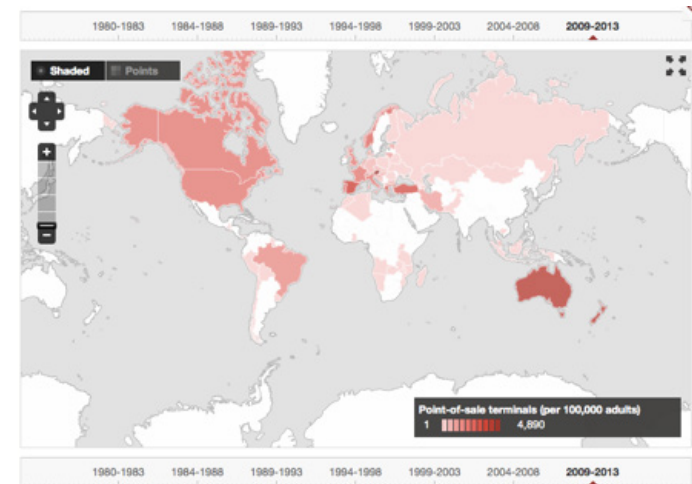 1980-1983 1984-1988 1989-1993 1994-1998 1999-2003 2004-2008 2009-2013
Shaded Points
+
−
Point-of-sale terminals (per 100,000 adults)
1 4,890
1980-1983 1984-1988 1989-1993 1994-1998 1999-2003 2004-2008 2009-2013